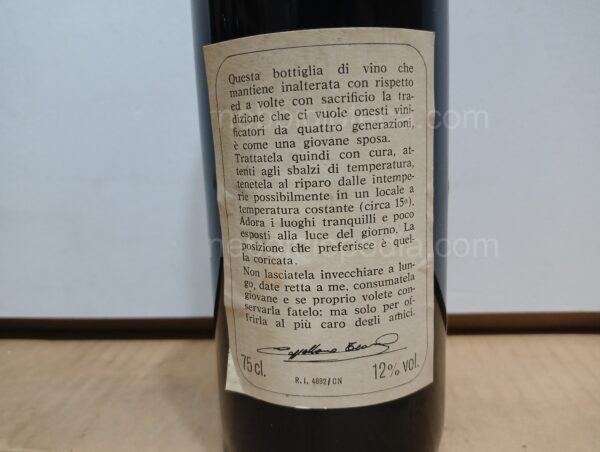 Questa bottiglia di vino che
mantiene inalterata con rispetto
ed a volte con sacrificio la tra-
dizione che ci vuole onesti vini-
ficatori da quattro generazioni,
è come una giovane sposa.
Trattatela quindi con cura, at-
tenti agli sbalzi di temperatura,
tenetela al riparo dalle intempe-
rie possibilmente in un locale a
temperatura costante (circa 15°).
Adora i luoghi tranquilli e poco
esposti alla luce del giorno. La
posizione che preferisce è quel-
la coricata.
Non lasciatela invecchiare a lun-
go, date retta a me, consumatela
giovane e se proprio volete con-
servarla fatelo: ma solo per of-
frirla al più caro degli amici.
75 cl.
R.I. 4882/CN
12% vol.